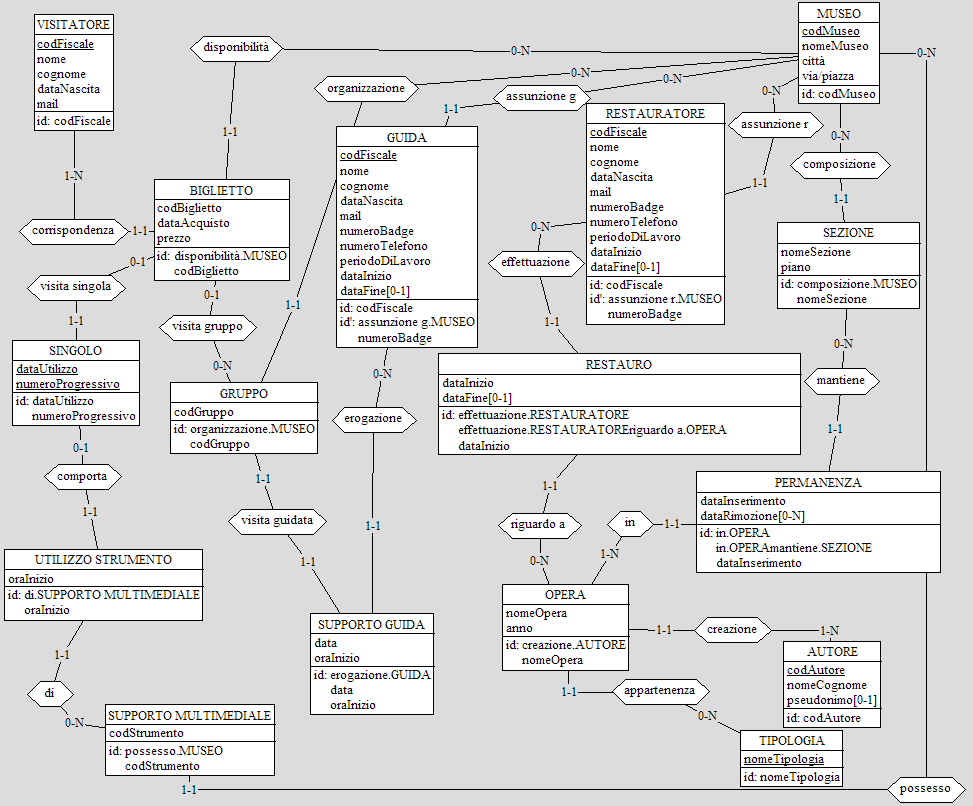 VISITATORE
codFiscale
nome
cognome
dataNascita
mail
id: codFiscale
1-N
corrispondenza
1-1
disponibilità
0-N
1-1
BIGLIETTO
codBiglietto
dataAcquisto
prezzo
id: disponibilità.MUSEO
codBiglietto
0-1
visita singola
1-1
0-1
visita gruppo
0-N
SINGOLO
dataUtilizzo
numeroProgressivo
id: dataUtilizzo
numeroProgressivo
0-1
comporta
1-1
UTILIZZO STRUMENTO
oraInizio
id: di.SUPPORTO MULTIMEDIALE
oraInizio
1-1
di
0-N
SUPPORTO MULTIMEDIALE
codStrumento
id: possesso.MUSEO
codStrumento
1-1
possesso
0-N
organizzazione
0-N
1-1
GRUPPO
codGruppo
id: organizzazione.MUSEO
codGruppo
1-1
visita guidata
1-1
SUPPORTO GUIDA
data
oraInizio
id: erogazione.GUIDA
data
oraInizio
1-1
erogazione
0-N
GUIDA
codFiscale
nome
cognome
dataNascita
mail
numeroBadge
numeroTelefono
periodoDiLavoro
dataInizio
dataFine[0-1]
id: codFiscale
id': assunzione g.MUSEO
numeroBadge
1-1
assunzione g
0-N
MUSEO
codMuseo
nomeMuseo
città
via/piazza
id: codMuseo
0-N
assunzione r
1-1
RESTAURATORE
codFiscale
nome
cognome
dataNascita
mail
numeroBadge
numeroTelefono
periodoDiLavoro
dataInizio
dataFine[0-1]
id: codFiscale
id': assunzione r.MUSEO
numeroBadge
0-N
effettuazione
1-1
RESTAURO
dataInizio
dataFine[0-1]
id: effettuazione.RESTAURATORE
effettuazione.RESTAURATOREriguardo a.OPERA
dataInizio
1-1
riguardo a
0-N
0-N
composizione
1-1
SEZIONE
nomeSezione
piano
id: composizione.MUSEO
nomeSezione
0-N
mantiene
1-1
PERMANENZA
dataInserimento
dataRimozione[0-N]
id: in.OPERA
in.OPERAmantiene.SEZIONE
dataInserimento
1-1
in
1-N
OPERA
nomeOpera
anno
id: creazione.AUTORE
nomeOpera
1-1
creazione
1-N
AUTORE
codAutore
nomeCognome
pseudonimo[0-1]
id: codAutore
1-1
appartenenza
0-N
TIPOLOGIA
nomeTipologia
id: nomeTipologia